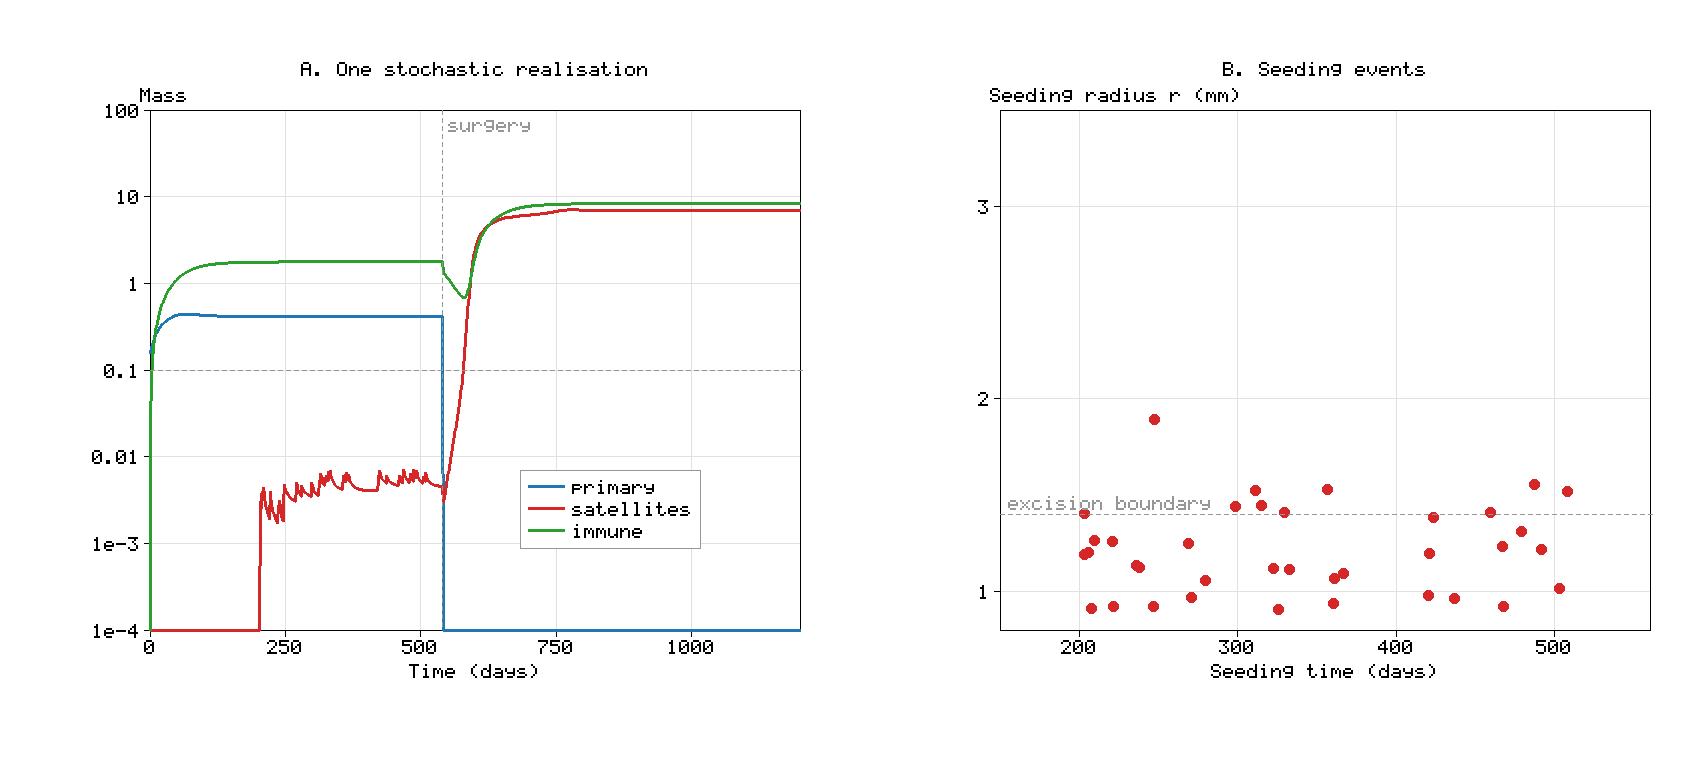 A. One stochastic realisation
Mass
100
10
1
0.1
0.01
1e-3
1e-4
surgery
primary
satellites
immune
0
250
500
750
1000
Time (days)
B. Seeding events
Seeding radius r (mm)
3
2
1
excision boundary
200
300
400
500
Seeding time (days)